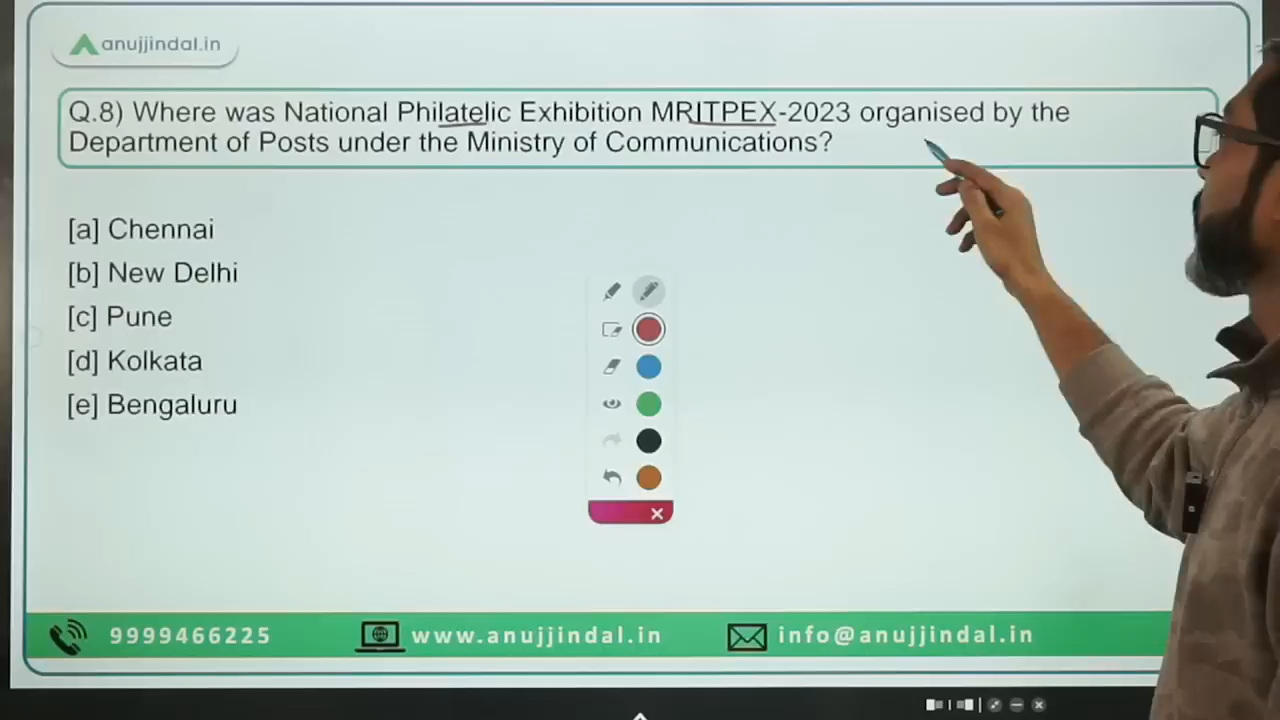 anujjindal.in
Q.8) Where was National Philatelic Exhibition MRITPEX-2023 organised by the
Department of Posts under the Ministry of Communications?
[a] Chennai
[b] New Delhi
[c] Pune
[d] Kolkata
[e] Bengaluru
9999466225 www.anujjindal.in info@anujjindal.in